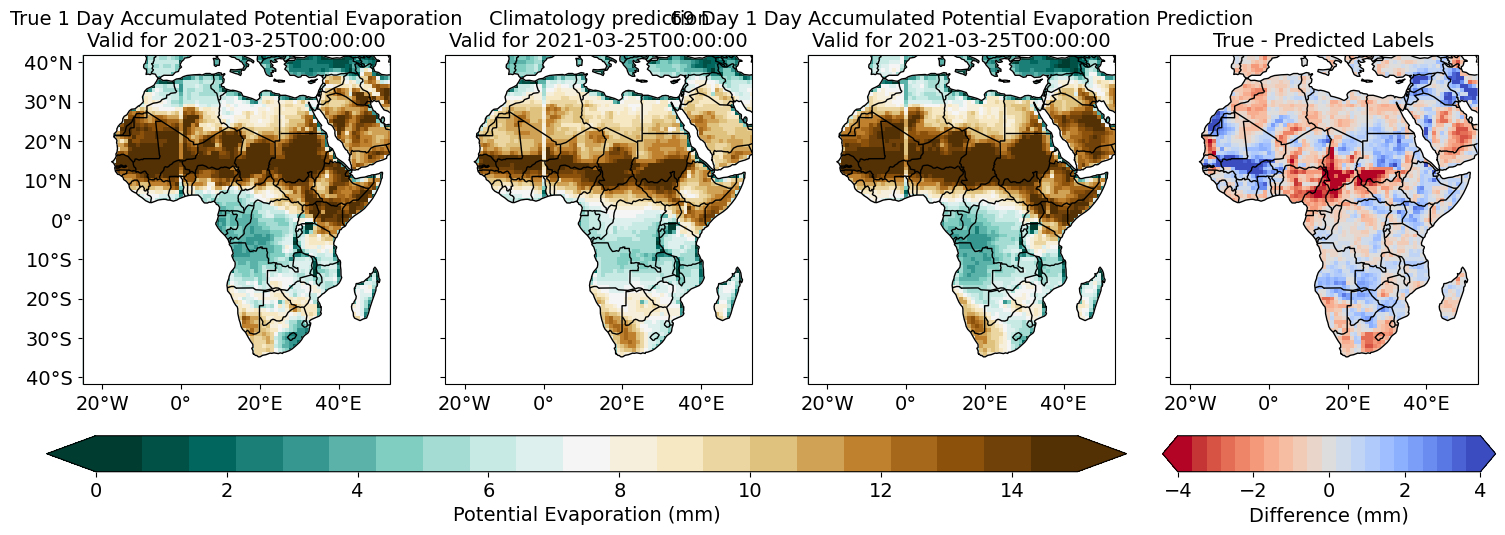 True 1 Day Accumulated Potential Evaporation
Valid for 2021-03-25T00:00:00
Climatology prediction
Valid for 2021-03-25T00:00:00
69 Day 1 Day Accumulated Potential Evaporation Prediction
Valid for 2021-03-25T00:00:00
True - Predicted Labels
40°N
30°N
20°N
10°N
0°
10°S
20°S
30°S
40°S
20°W 0° 20°E 40°E
20°W 0° 20°E 40°E
20°W 0° 20°E 40°E
20°W 0° 20°E 40°E
0 2 4 6 8 10 12 14
Potential Evaporation (mm)
−4 −2 0 2 4
Difference (mm)